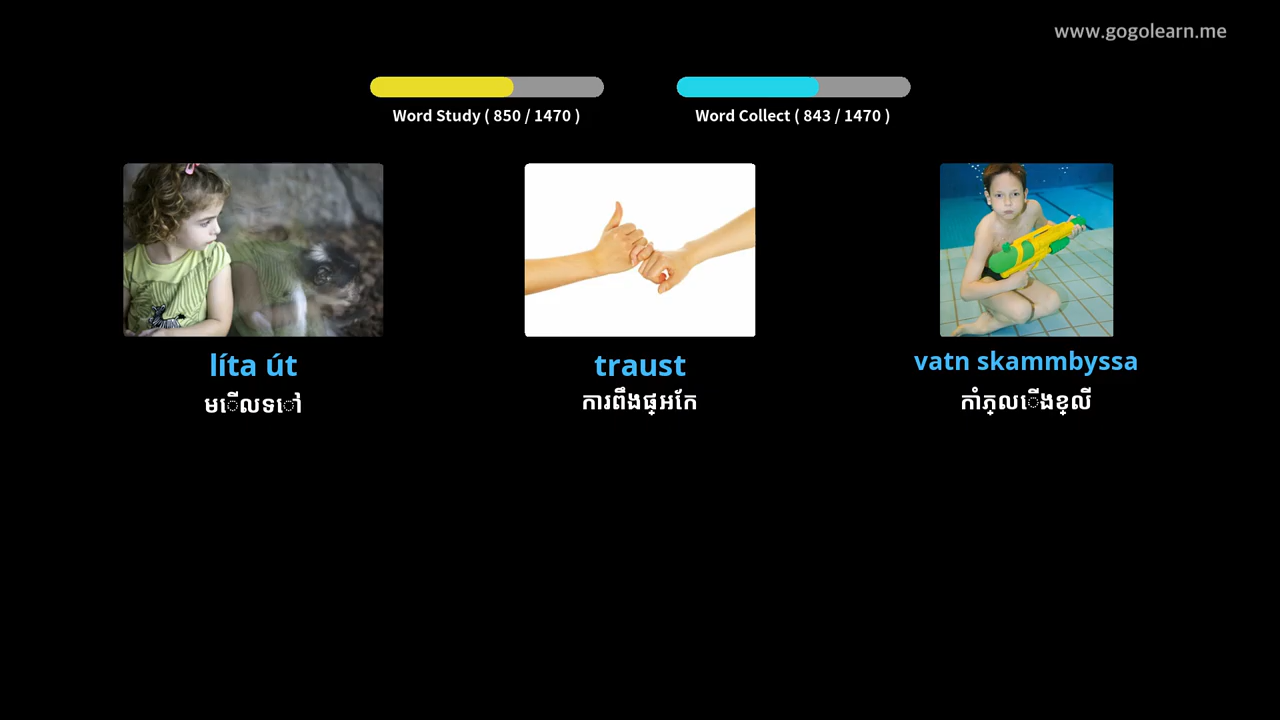 www.gogolearn.me
Word Study ( 850 / 1470 )
Word Collect ( 843 / 1470 )
líta út
traust
vatn skammbyssa
មើលទៅ
ការពឹងផ្អែក
កាំភ្លើងខ្លី